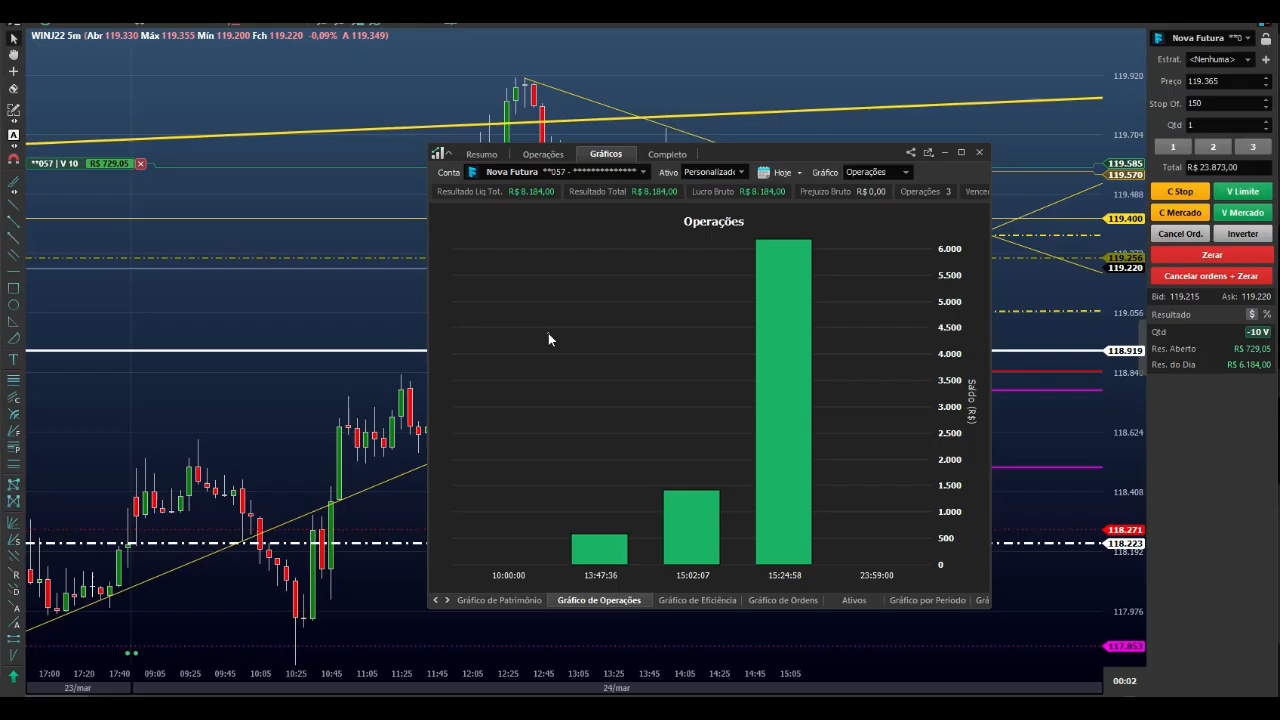 WINJ22 5m (Abr 119.330 Máx 119.355 Mín 119.200 Fch 119.220 -0,09% A 119.349)
**057 | V 10 R$ 729,05
119.920
119.704
119.585
119.570
119.488
119.400
119.256
119.220
119.056
118.919
118.840
118.624
118.408
118.271
118.223
118.192
117.976
117.853
17:00 17:20 17:40 09:05 09:25 09:45 10:05 10:25 10:45 11:05 11:25 11:45 12:05 12:25 12:45 13:05 13:25 13:45 14:05 14:25 14:45 15:05
23/mar 24/mar
00:02
Resumo Operações Gráficos Completo
Conta Nova Futura **057 - *************** Ativo Personalizad Hoje Gráfico Operações
Resultado Liq Tot. R$ 8.184,00 Resultado Total R$ 8.184,00 Lucro Bruto R$ 8.184,00 Prejuizo Bruto R$ 0,00 Operações 3 Vence
Operações
6.000
5.500
5.000
4.500
4.000
3.500
3.000
2.500
2.000
1.500
1.000
500
0
Saldo (R$)
10:00:00 13:47:36 15:02:07 15:24:58 23:59:00
Gráfico de Patrimônio Gráfico de Operações Gráfico de Eficiência Gráfico de Ordens Ativos Gráfico por Periodo Grá
Nova Futura **0
Estrat. <Nenhuma>
Preço 119.365
Stop Of. 150
Qtd 1
1 2 3
Total R$ 23.873,00
C Stop V Limite
C Mercado V Mercado
Cancel Ord. Inverter
Zerar
Cancelar ordens + Zerar
Bid: 119.215 Ask: 119.220
Resultado $ %
Qtd -10 V
Res. Aberto R$ 729,05
Res. do Dia R$ 6.184,00